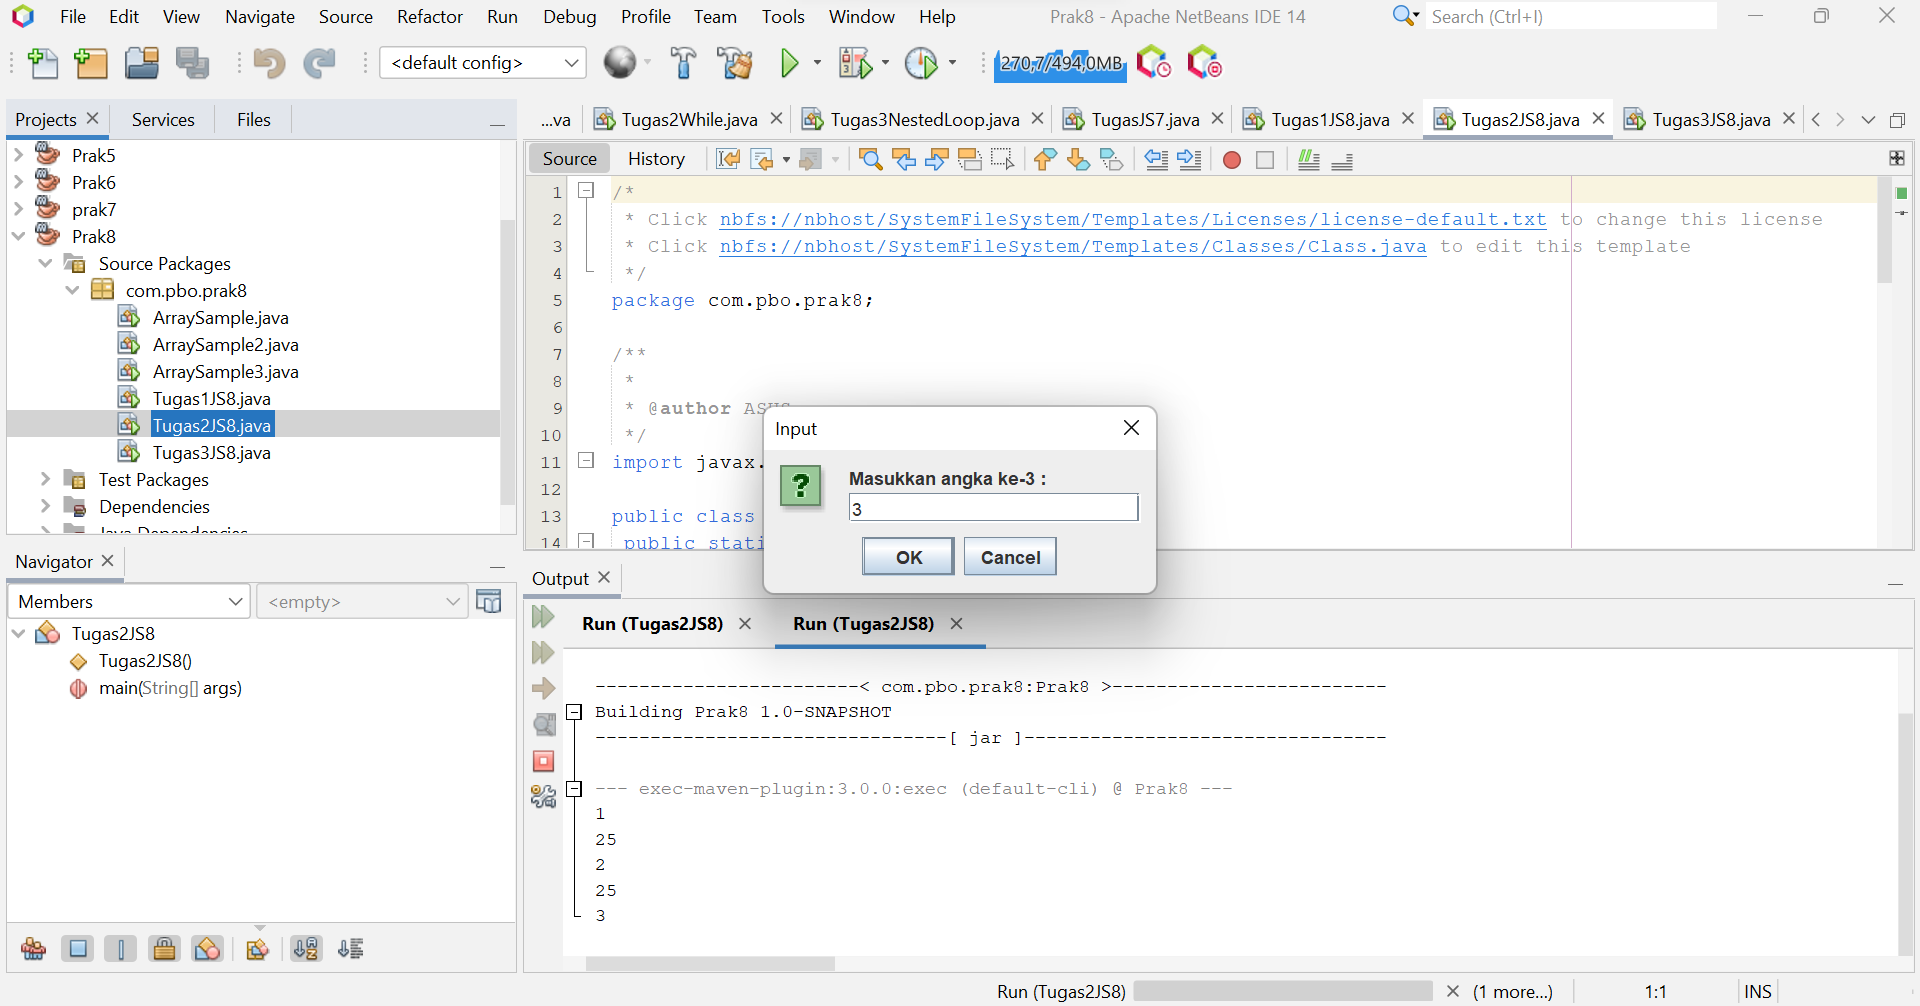 File Edit View Navigate Source Refactor Run Debug Profile Team Tools Window Help
Prak8 - Apache NetBeans IDE 14
Search (Ctrl+I)
<default config>
270,7/494,0MB
Projects Services Files
Prak5
Prak6
prak7
Prak8
Source Packages
com.pbo.prak8
ArraySample.java
ArraySample2.java
ArraySample3.java
Tugas1JS8.java
Tugas2JS8.java
Tugas3JS8.java
Test Packages
Dependencies
Java Dependencies
...va Tugas2While.java Tugas3NestedLoop.java TugasJS7.java Tugas1JS8.java Tugas2JS8.java Tugas3JS8.java
Source History
1 /*
2 * Click nbfs://nbhost/SystemFileSystem/Templates/Licenses/license-default.txt to change this license
3 * Click nbfs://nbhost/SystemFileSystem/Templates/Classes/Class.java to edit this template
4 */
5 package com.pbo.prak8;
6
7 /**
8 *
9 * @author ASUS
10 */
11 import javax.
12
13 public class
14 public stati
Input
Masukkan angka ke-3 :
3
OK Cancel
Navigator
Members <empty>
Tugas2JS8
Tugas2JS8()
main(String[] args)
Output
Run (Tugas2JS8) Run (Tugas2JS8)
------------------------< com.pbo.prak8:Prak8 >-------------------------
Building Prak8 1.0-SNAPSHOT
--------------------------------[ jar ]---------------------------------
--- exec-maven-plugin:3.0.0:exec (default-cli) @ Prak8 ---
1
25
2
25
3
Run (Tugas2JS8) (1 more...) 1:1 INS